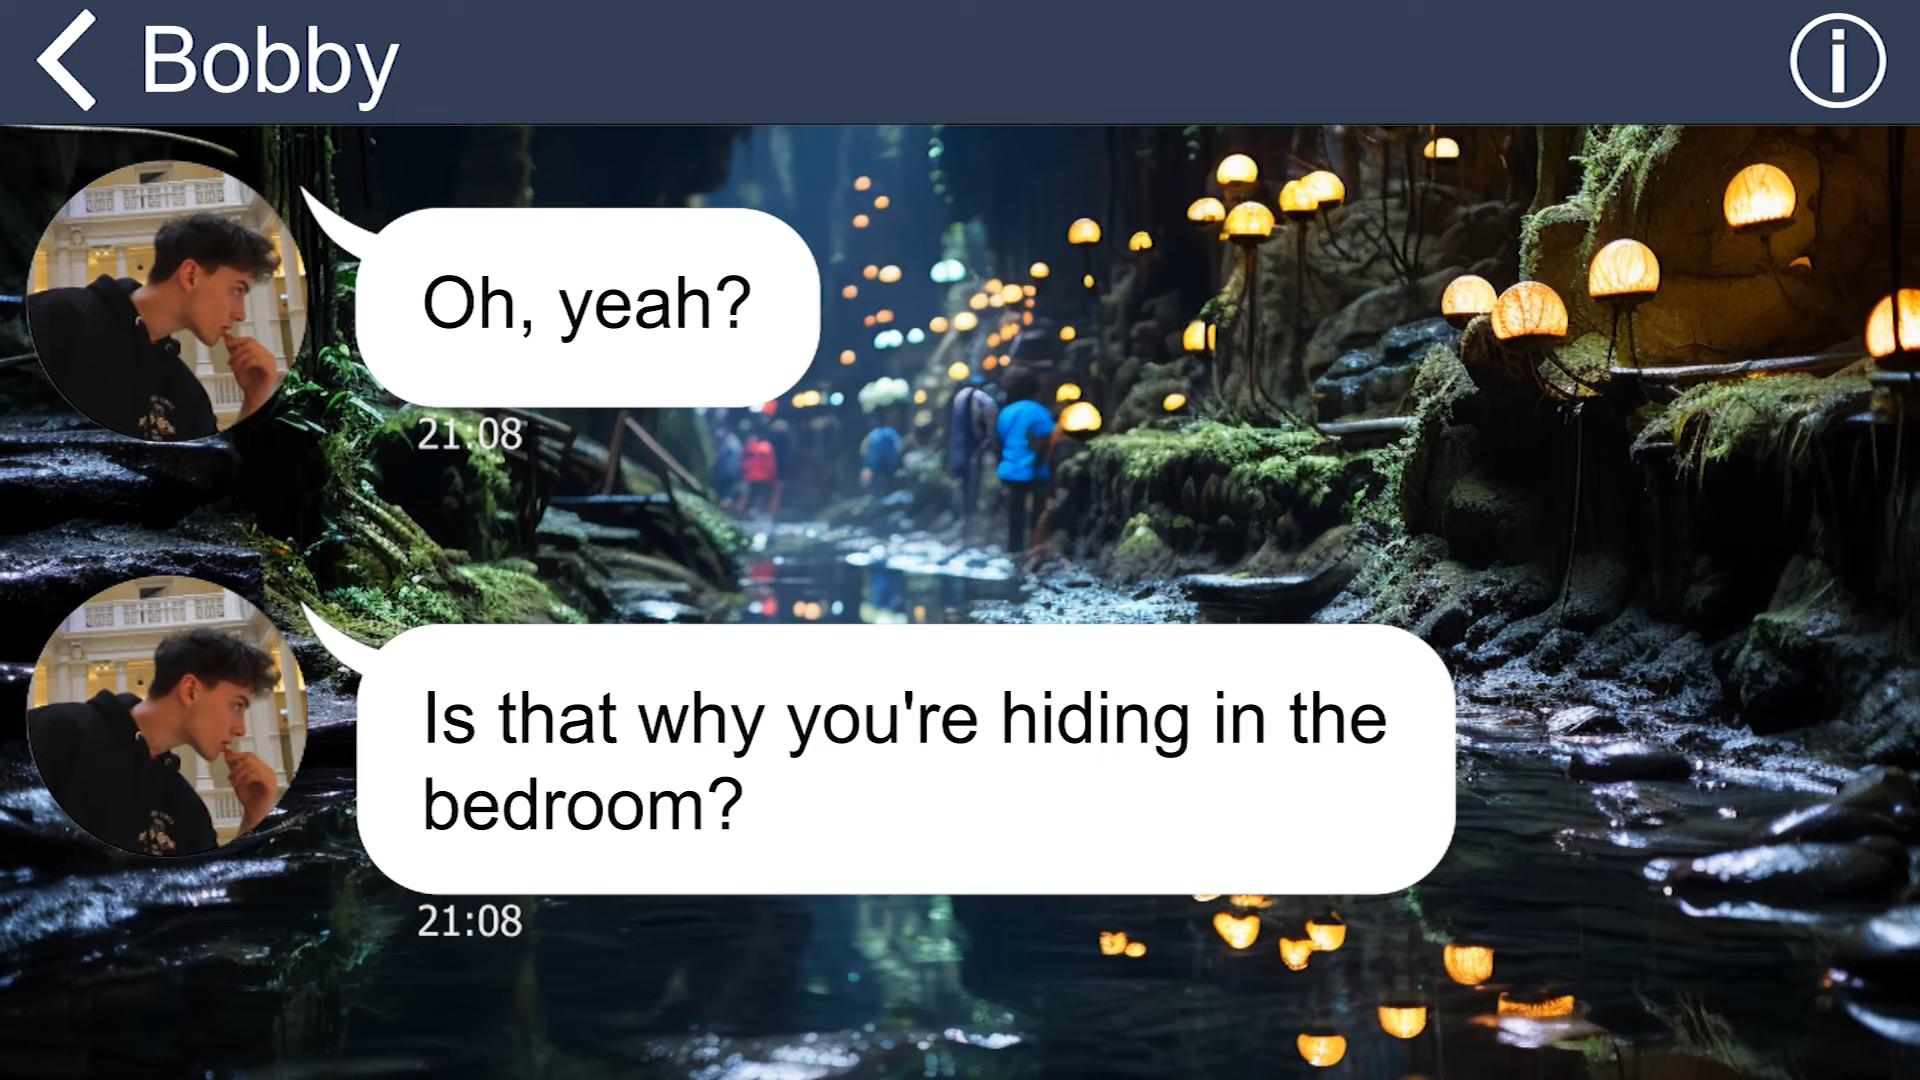 Bobby
Oh, yeah?
21:08
Is that why you're hiding in the
bedroom?
21:08